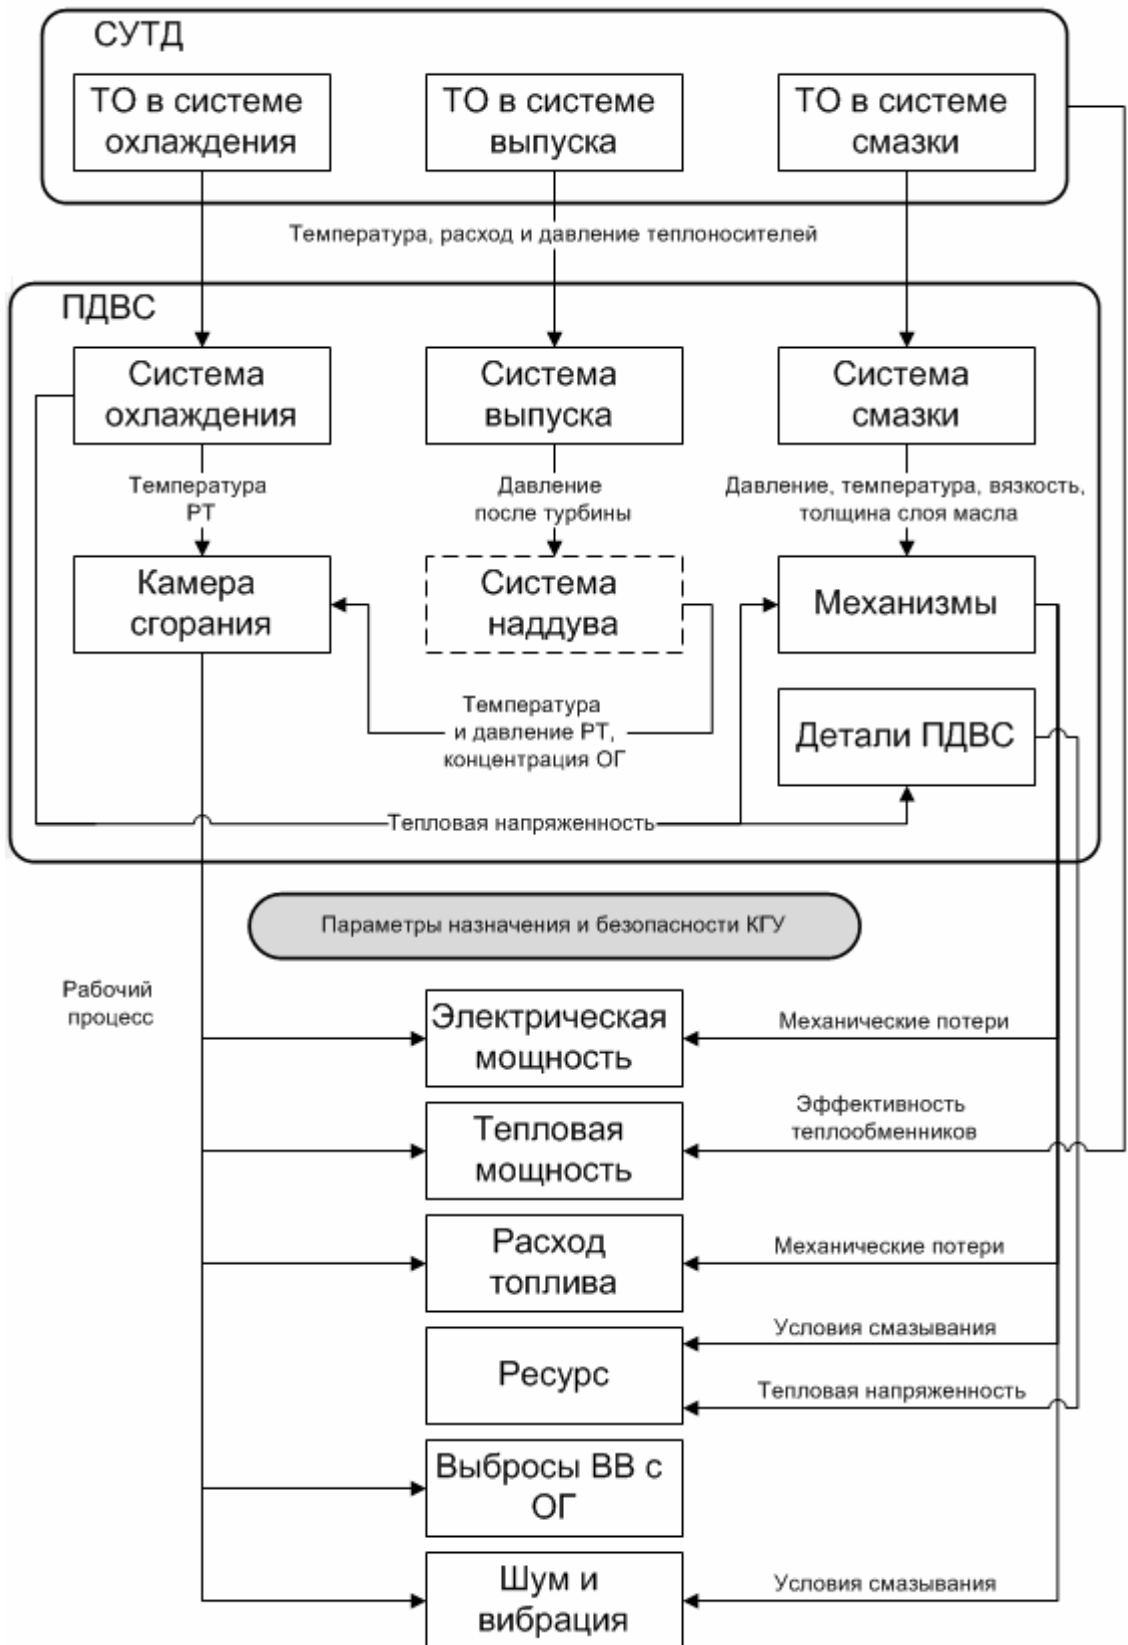 СУТД
ТО в системе
охлаждения
ТО в системе
выпуска
ТО в системе
смазки
Температура, расход и давление теплоносителей
ПДВС
Система
охлаждения
Система
выпуска
Система
смазки
Температура
РТ
Давление
после турбины
Давление, температура, вязкость,
толщина слоя масла
Камера
сгорания
Система
наддува
Механизмы
Температура
и давление РТ,
концентрация ОГ
Детали ПДВС
Тепловая напряженность
Параметры назначения и безопасности КГУ
Рабочий
процесс
Электрическая
мощность
Механические потери
Тепловая
мощность
Эффективность
теплообменников
Расход
топлива
Механические потери
Ресурс
Условия смазывания
Тепловая напряженность
Выбросы ВВ с
ОГ
Шум и
вибрация
Условия смазывания